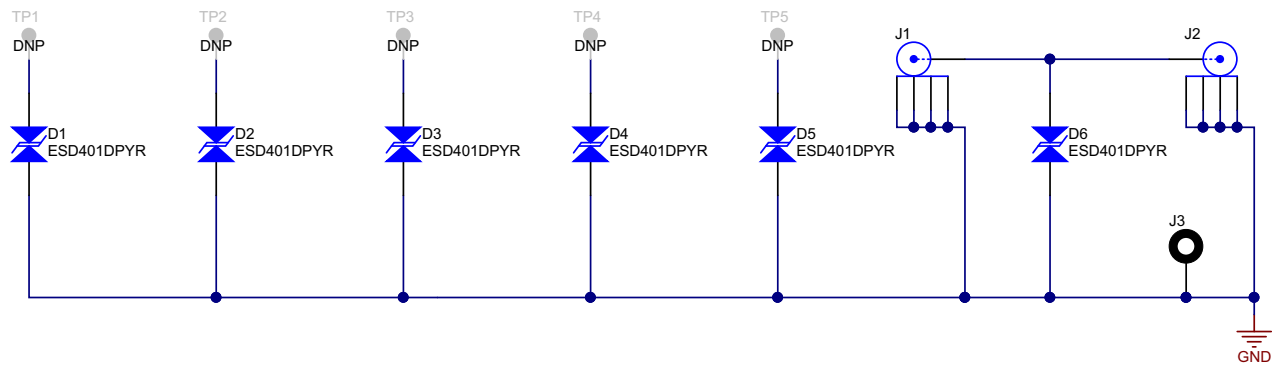 TP1
DNP
TP2
DNP
TP3
DNP
TP4
DNP
TP5
DNP
J1
J2
D1
ESD401DPYR
D2
ESD401DPYR
D3
ESD401DPYR
D4
ESD401DPYR
D5
ESD401DPYR
D6
ESD401DPYR
J3
GND